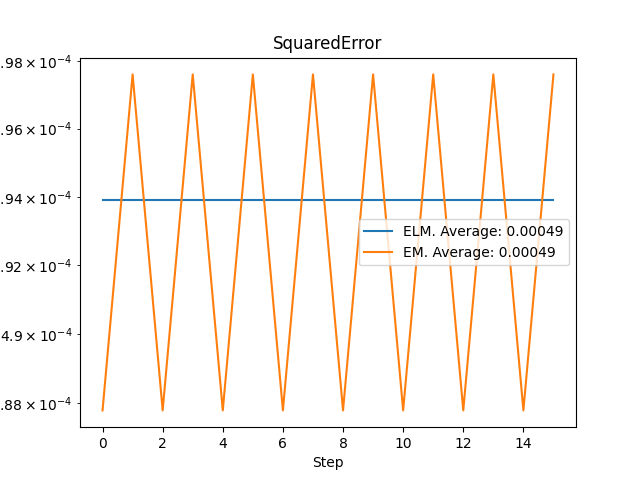 SquaredError
.98 × 10⁻⁴
.96 × 10⁻⁴
.94 × 10⁻⁴
.92 × 10⁻⁴
4.9 × 10⁻⁴
.88 × 10⁻⁴
ELM. Average: 0.00049
EM. Average: 0.00049
0 2 4 6 8 10 12 14
Step